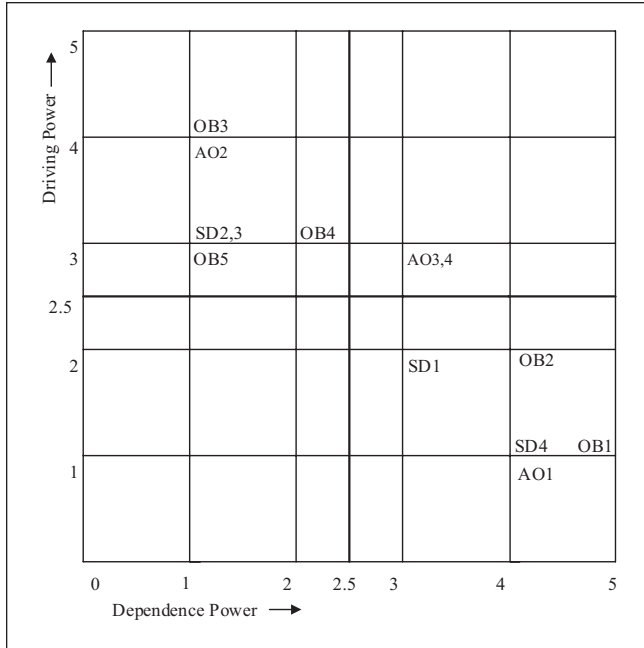 5
OB3
4
AO2
Driving Power
SD2,3 OB4
3 OB5 AO3,4
2.5
2 SD1 OB2
SD4 OB1
1 AO1
0 1 2 2.5 3 4 5
Dependence Power